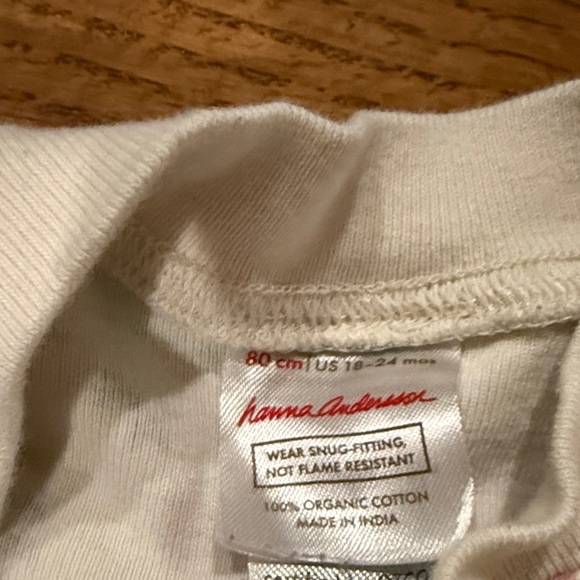 80 cm | US 18-24 mos
hanna andersson
WEAR SNUG-FITTING,
NOT FLAME RESISTANT
100% ORGANIC COTTON
MADE IN INDIA